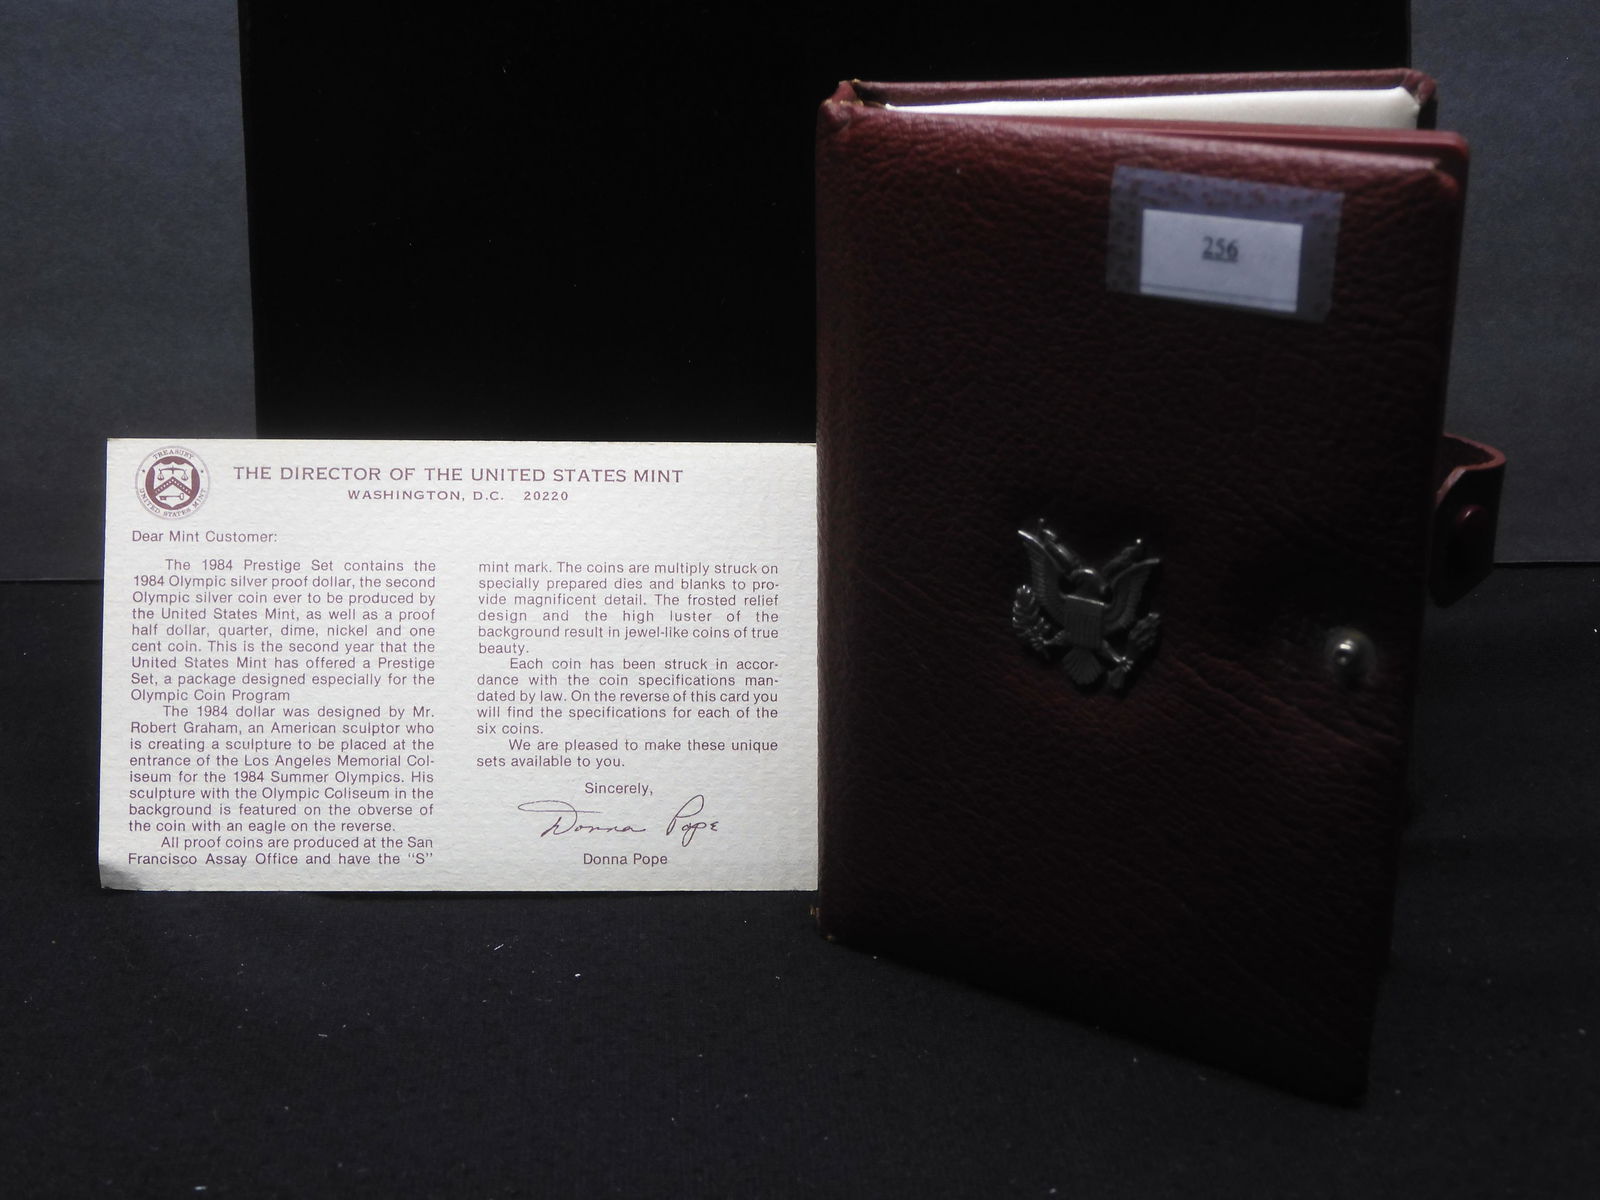 TREASURY
UNITED STATES MINT
THE DIRECTOR OF THE UNITED STATES MINT
WASHINGTON, D.C. 20220
Dear Mint Customer:
The 1984 Prestige Set contains the
1984 Olympic silver proof dollar, the second
Olympic silver coin ever to be produced by
the United States Mint, as well as a proof
half dollar, quarter, dime, nickel and one
cent coin. This is the second year that the
United States Mint has offered a Prestige
Set, a package designed especially for the
Olympic Coin Program
The 1984 dollar was designed by Mr.
Robert Graham, an American sculptor who
is creating a sculpture to be placed at the
entrance of the Los Angeles Memorial Col-
iseum for the 1984 Summer Olympics. His
sculpture with the Olympic Coliseum in the
background is featured on the obverse of
the coin with an eagle on the reverse.
All proof coins are produced at the San
Francisco Assay Office and have the "S"
mint mark. The coins are multiply struck on
specially prepared dies and blanks to pro-
vide magnificent detail. The frosted relief
design and the high luster of the
background result in jewel-like coins of true
beauty.
Each coin has been struck in accor-
dance with the coin specifications man-
dated by law. On the reverse of this card you
will find the specifications for each of the
six coins.
We are pleased to make these unique
sets available to you.
Sincerely,
Donna Pope
Donna Pope
256